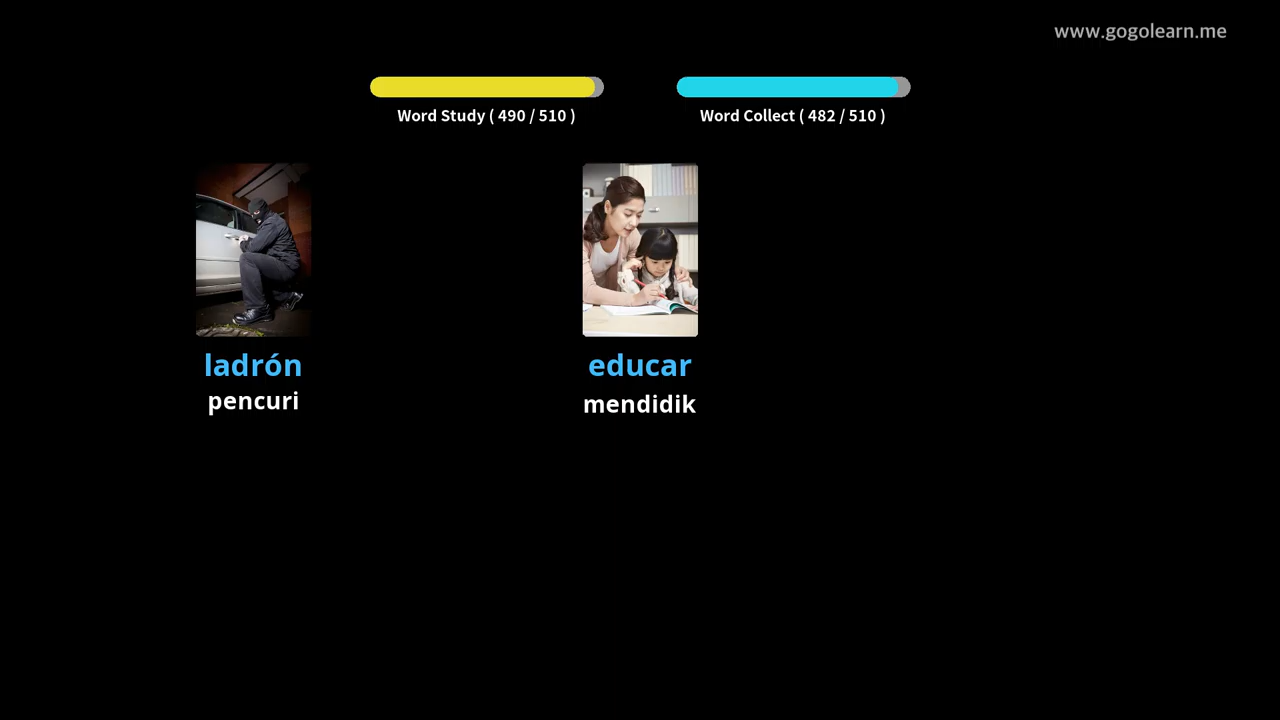 www.gogolearn.me
Word Study ( 490 / 510 )
Word Collect ( 482 / 510 )
ladrón
pencuri
educar
mendidik